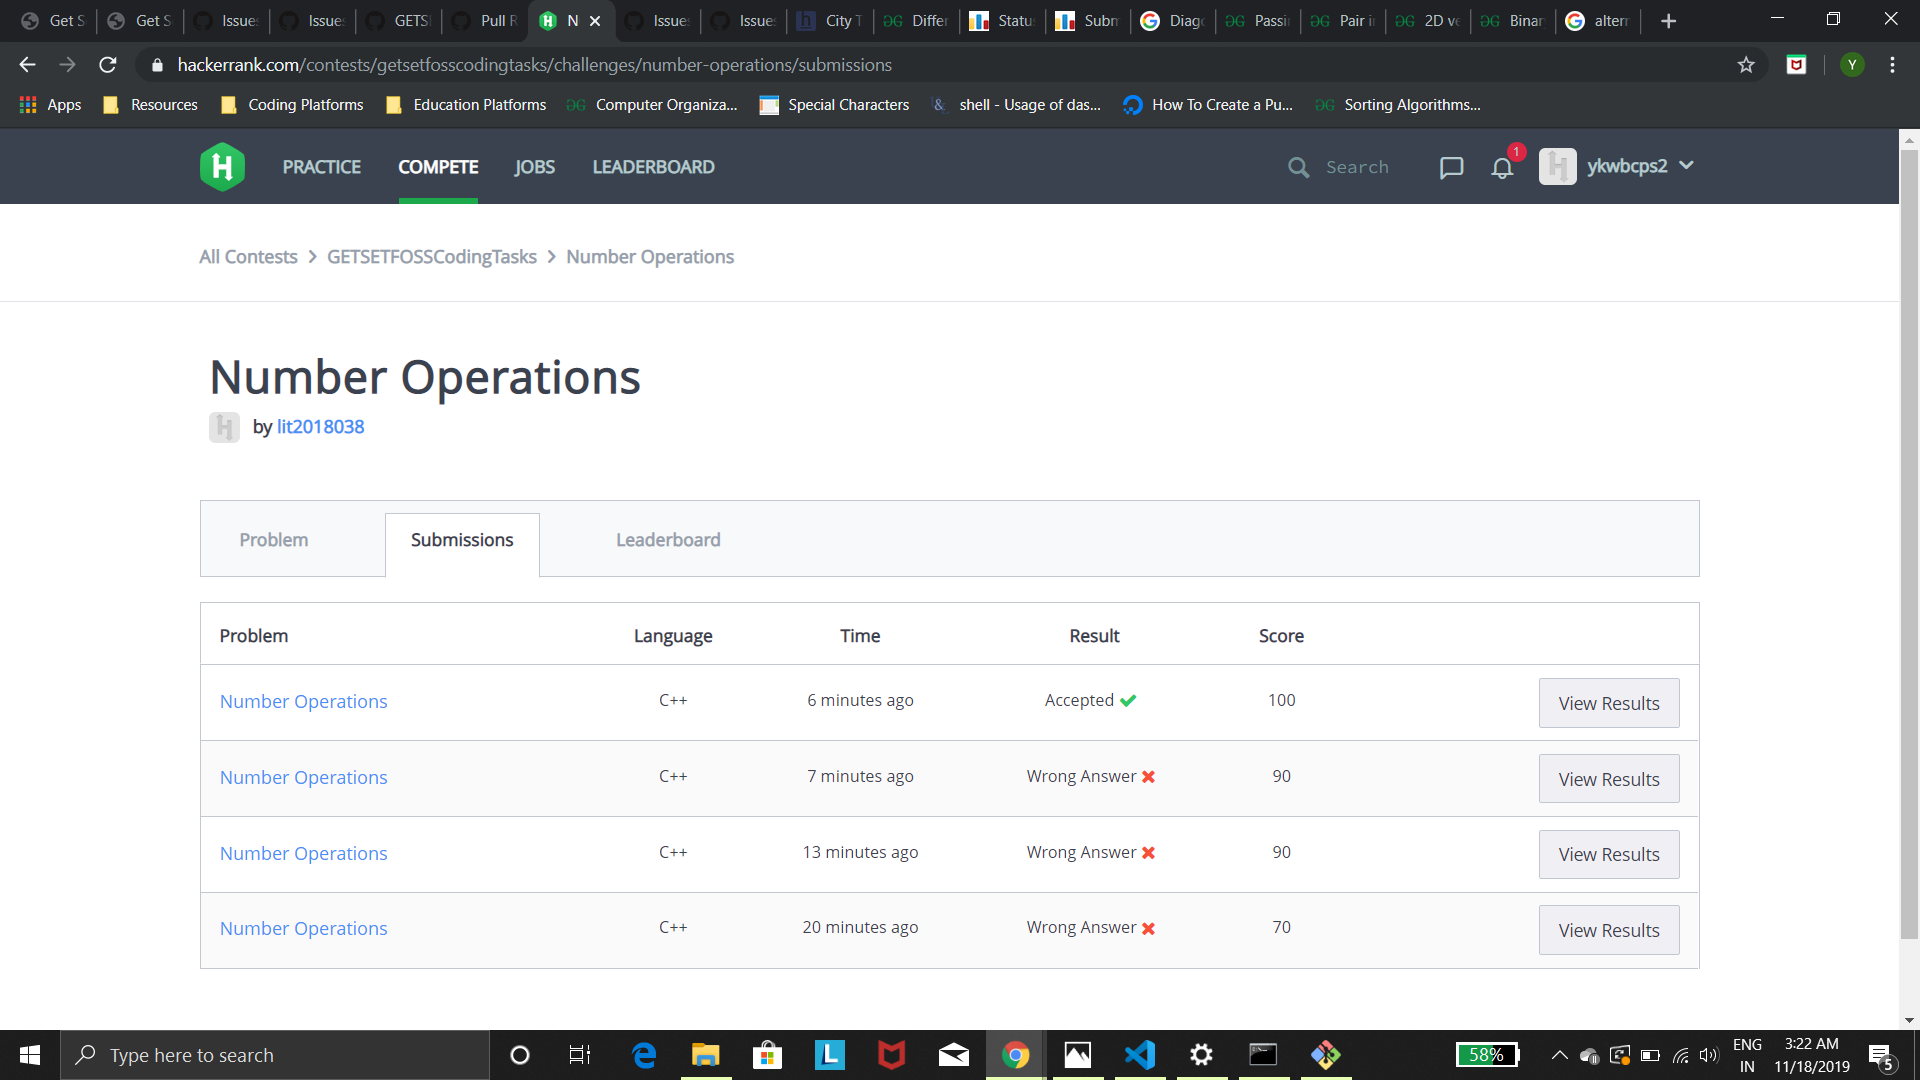 Get S
Get S
Issue
Issue
GETS
Pull R
N
Issue
Issue
City T
Differ
Statu
Subm
Diago
Passi
Pair i
2D ve
Binar
altern
hackerrank.com/contests/getsetfosscodingtasks/challenges/number-operations/submissions
Y
Apps
Resources
Coding Platforms
Education Platforms
Computer Organiza...
Special Characters
shell - Usage of das...
How To Create a Pu...
Sorting Algorithms...
H
PRACTICE
COMPETE
JOBS
LEADERBOARD
Search
1
ykwbcps2
All Contests > GETSETFOSSCodingTasks > Number Operations
Number Operations
by lit2018038
Problem
Submissions
Leaderboard
Problem Language Time Result Score
Number Operations C++ 6 minutes ago Accepted 100 View Results
Number Operations C++ 7 minutes ago Wrong Answer 90 View Results
Number Operations C++ 13 minutes ago Wrong Answer 90 View Results
Number Operations C++ 20 minutes ago Wrong Answer 70 View Results
Type here to search
L
58%
ENG
IN
3:22 AM
11/18/2019
5